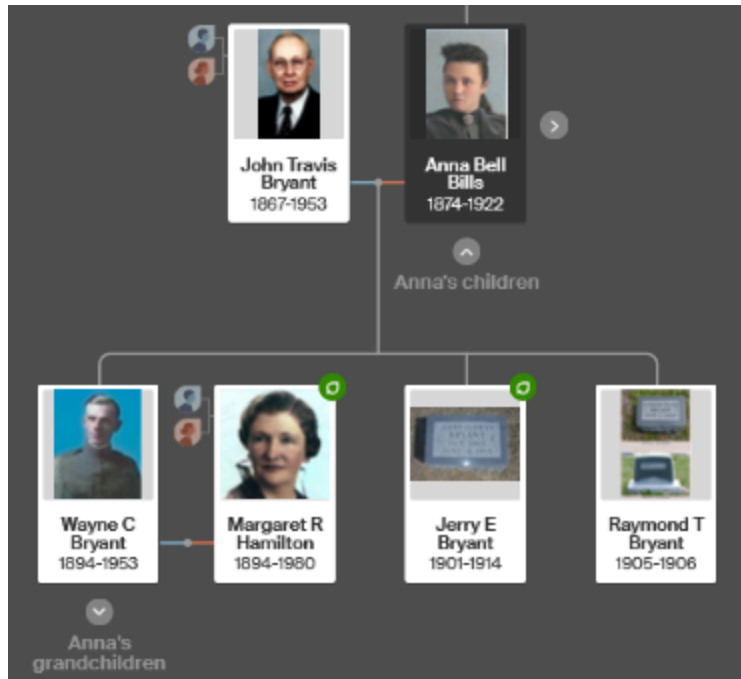 John Travis
Bryant
1867-1953
Anna Bell
Bills
1874-1922
Anna's children
Wayne C
Bryant
1894-1953
Margaret R
Hamilton
1894-1980
Jerry E
Bryant
1901-1914
Raymond T
Bryant
1905-1906
Anna's
grandchildren